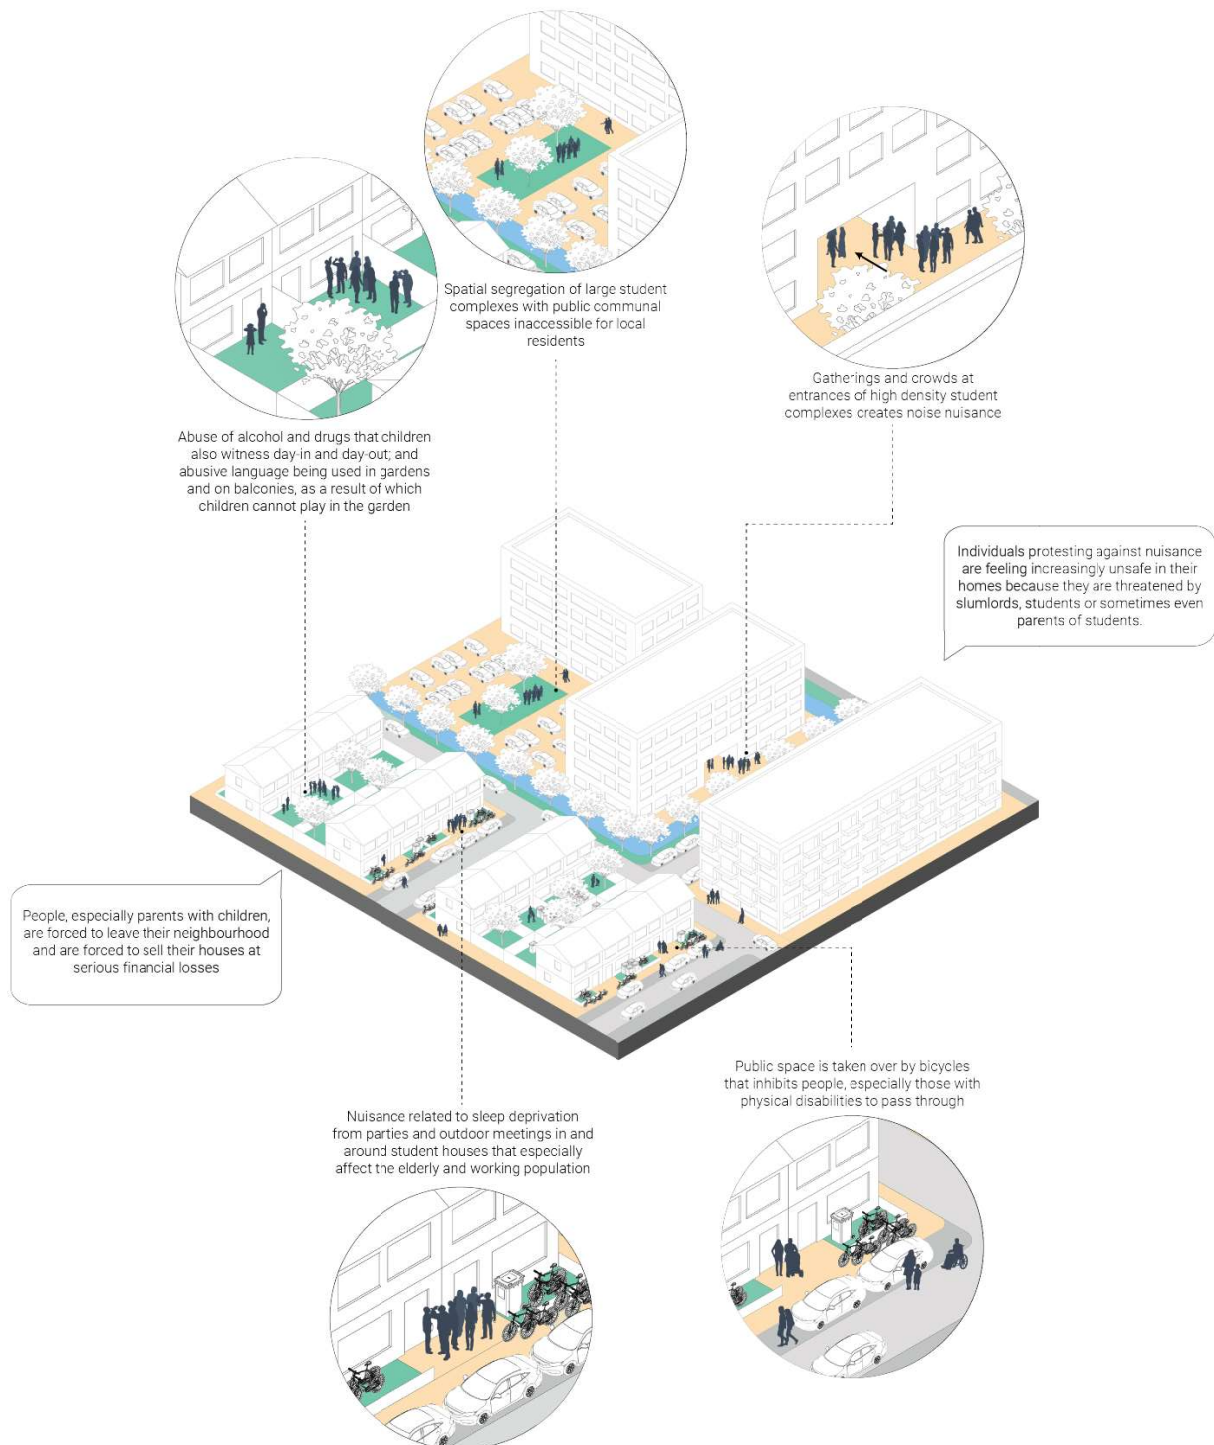 Spatial segregation of large student
complexes with public communal
spaces inaccessible for local
residents
Gatherings and crowds at
entrances of high density student
complexes creates noise nuisance
Abuse of alcohol and drugs that children
also witness day-in and day-out; and
abusive language being used in gardens
and on balconies, as a result of which
children cannot play in the garden
Individuals protesting against nuisance
are feeling increasingly unsafe in their
homes because they are threatened by
slumlords, students or sometimes even
parents of students.
People, especially parents with children,
are forced to leave their neighbourhood
and are forced to sell their houses at
serious financial losses
Public space is taken over by bicycles
that inhibits people, especially those with
physical disabilities to pass through
Nuisance related to sleep deprivation
from parties and outdoor meetings in and
around student houses that especially
affect the elderly and working population